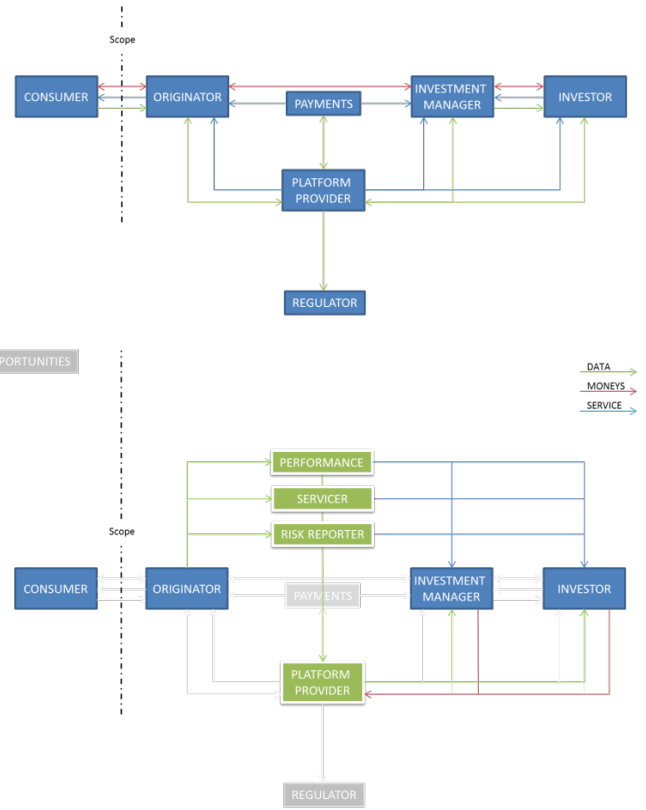 Scope
CONSUMER
ORIGINATOR
PAYMENTS
INVESTMENT
MANAGER
INVESTOR
PLATFORM
PROVIDER
REGULATOR
PORTUNITIES
DATA
MONEYS
SERVICE
PERFORMANCE
SERVICER
RISK REPORTER
Scope
CONSUMER
ORIGINATOR
PAYMENTS
INVESTMENT
MANAGER
INVESTOR
PLATFORM
PROVIDER
REGULATOR